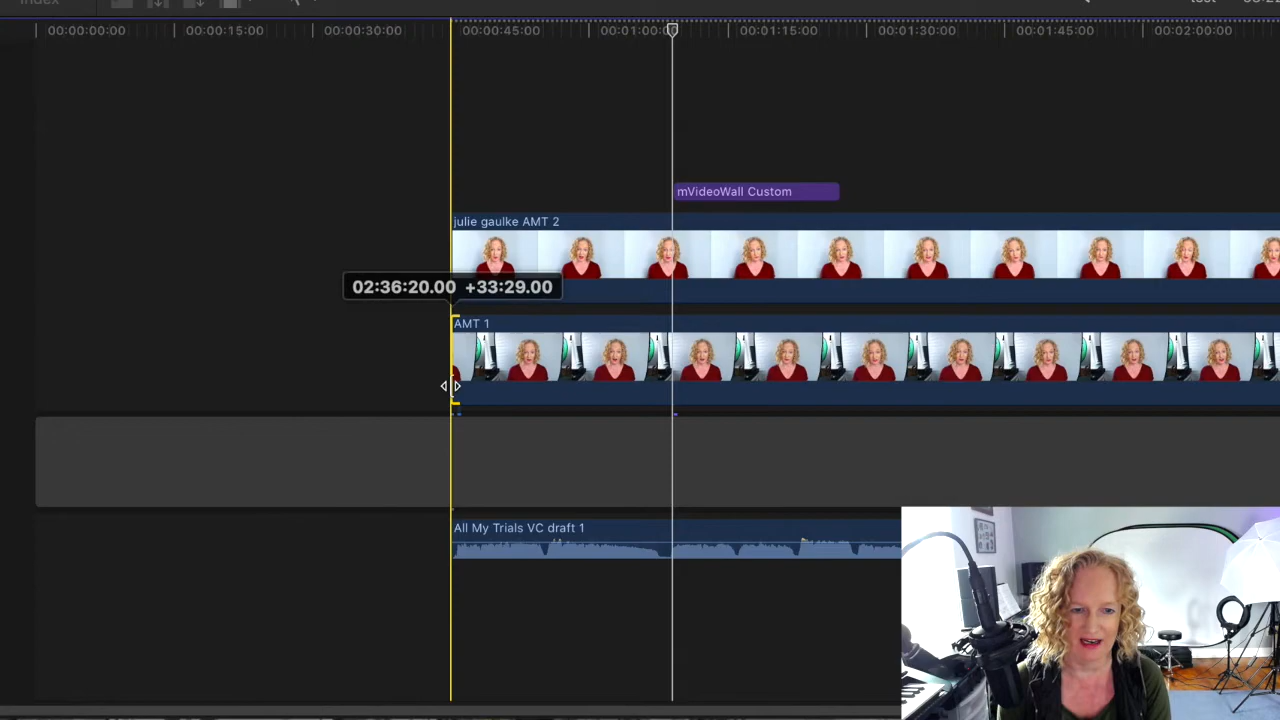 Index
00:00:00:00 00:00:15:00 00:00:30:00 00:00:45:00 00:01:00:00 00:01:15:00 00:01:30:00 00:01:45:00 00:02:00:00
mVideoWall Custom
julie gaulke AMT 2
02:36:20.00 +33:29.00
AMT 1
All My Trials VC draft 1